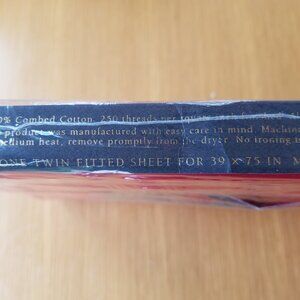 0% Combed Cotton. 250 threads per square
product was manufactured with easy care in mind. Machine
medium heat, remove promptly from the dryer. No ironing
ONE TWIN FITTED SHEET FOR 39 × 75 IN. M